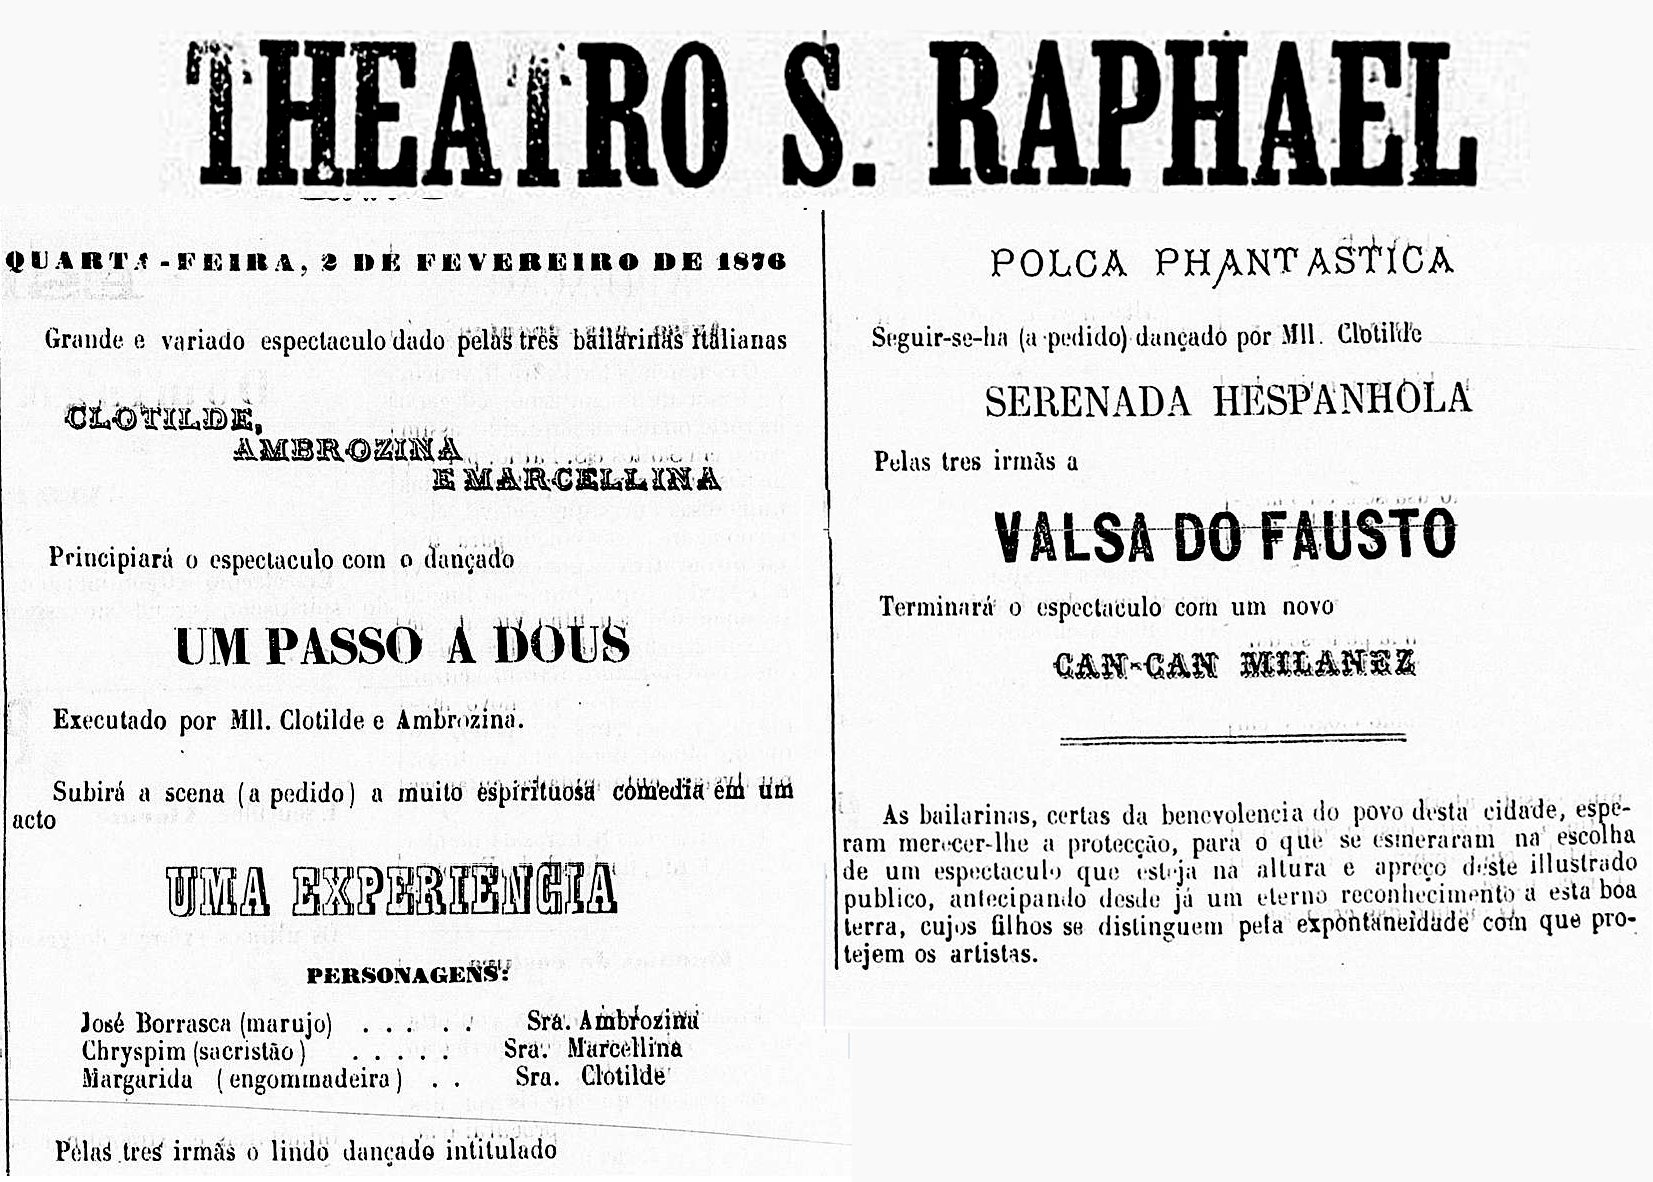 THEATRO S. RAPHAEL
QUARTA-FEIRA, 2 DE FEVEREIRO DE 1876
Grande e variado espectaculo dado pelas tres bailarinas italianas
CLOTILDE,
AMBROZINA
E MARCELLINA
Principiará o espectaculo com o dançado
UM PASSO A DOUS
Executado por Mll. Clotilde e Ambrozina.
Subirá a scena (a pedido) a muito espirituosa comedia em um
acto
UMA EXPERIENCIA
PERSONAGENS:
José Borrasca (marujo) . . . . . Sra. Ambrozina
Chryspim (sacristão) . . . . . Sra. Marcellina
Margarida (engommadeira) . . Sra. Clotilde
Pelas tres irmãs o lindo dançado intitulado
POLCA PHANTASTICA
Seguir-se-ha (a pedido) dançado por Mll. Clotilde
SERENADA HESPANHOLA
Pelas tres irmãs a
VALSA DO FAUSTO
Terminará o espectaculo com um novo
CAN-CAN MILANEZ
As bailarinas, certas da benevolencia do povo desta cidade, espe-
ram merecer-lhe a protecção, para o que se esmeraram na escolha
de um espectaculo que esteja na altura e apreço deste illustrado
publico, antecipando desde já um eterno reconhecimento a esta boa
terra, cujos filhos se distinguem pela expontaneidade com que pro-
tejem os artistas.